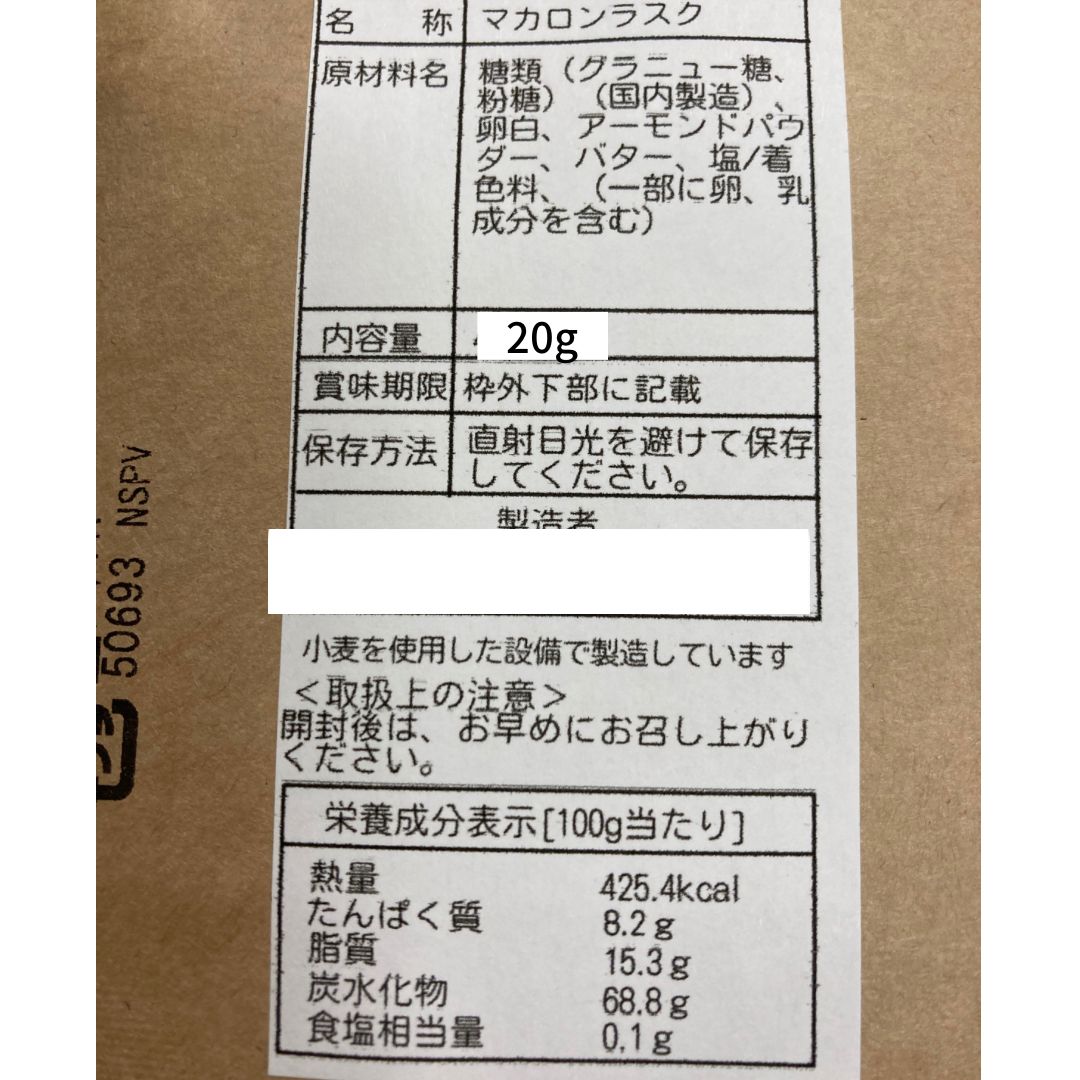 名称 マカロンラスク
原材料名 糖類（グラニュー糖、
粉糖）（国内製造）、
卵白、アーモンドパウ
ダー、バター、塩/着
色料、（一部に卵、乳
成分を含む）
内容量 20g
賞味期限 枠外下部に記載
保存方法 直射日光を避けて保存
してください。
製造者
小麦を使用した設備で製造しています
＜取扱上の注意＞
開封後は、お早めにお召し上がり
ください。
栄養成分表示[100g当たり]
熱量 425.4kcal
たんぱく質 8.2g
脂質 15.3g
炭水化物 68.8g
食塩相当量 0.1g
50693 NSPV